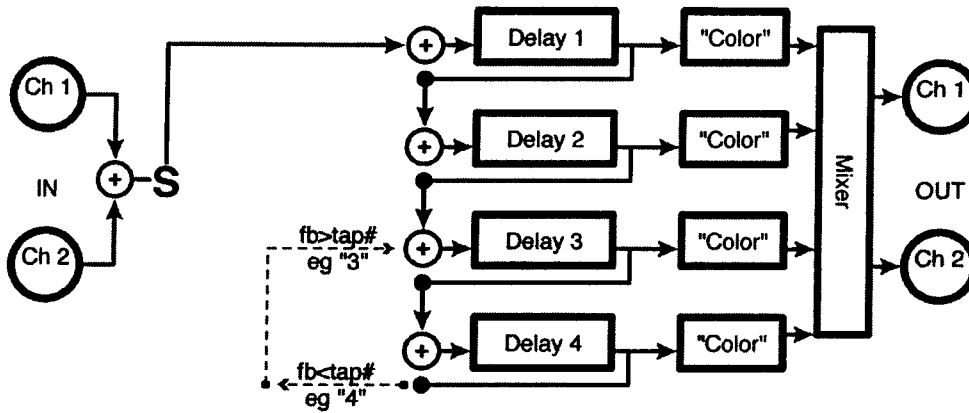 Delay 1
"Color"
Ch 1
Ch 1
Delay 2
"Color"
+
+
+
S
IN
Mixer
OUT
fb>tap#
eg "3"
+
Delay 3
"Color"
Ch 2
Ch 2
+
Delay 4
"Color"
fb<tap#
eg "4"